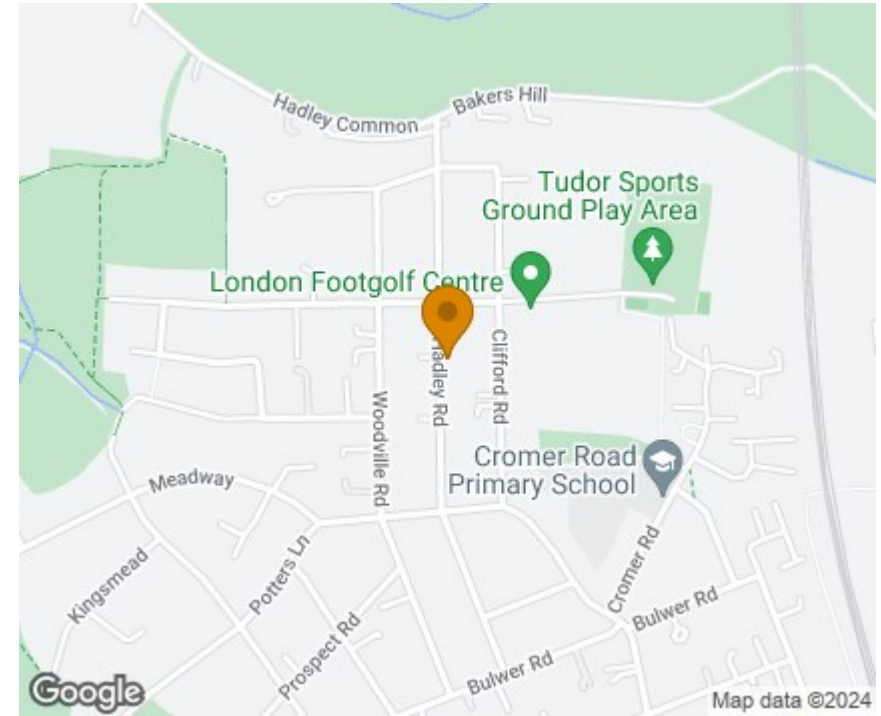 Hadley Common
Bakers Hill
Tudor Sports
Ground Play Area
London Footgolf Centre
Hadley Rd
Clifford Rd
Woodville Rd
Cromer Road
Primary School
Meadway
Potters Ln
Kingsmead
Prospect Rd
Cromer Rd
Bulwer Rd
Bulwer Rd
Google
Map data ©2024